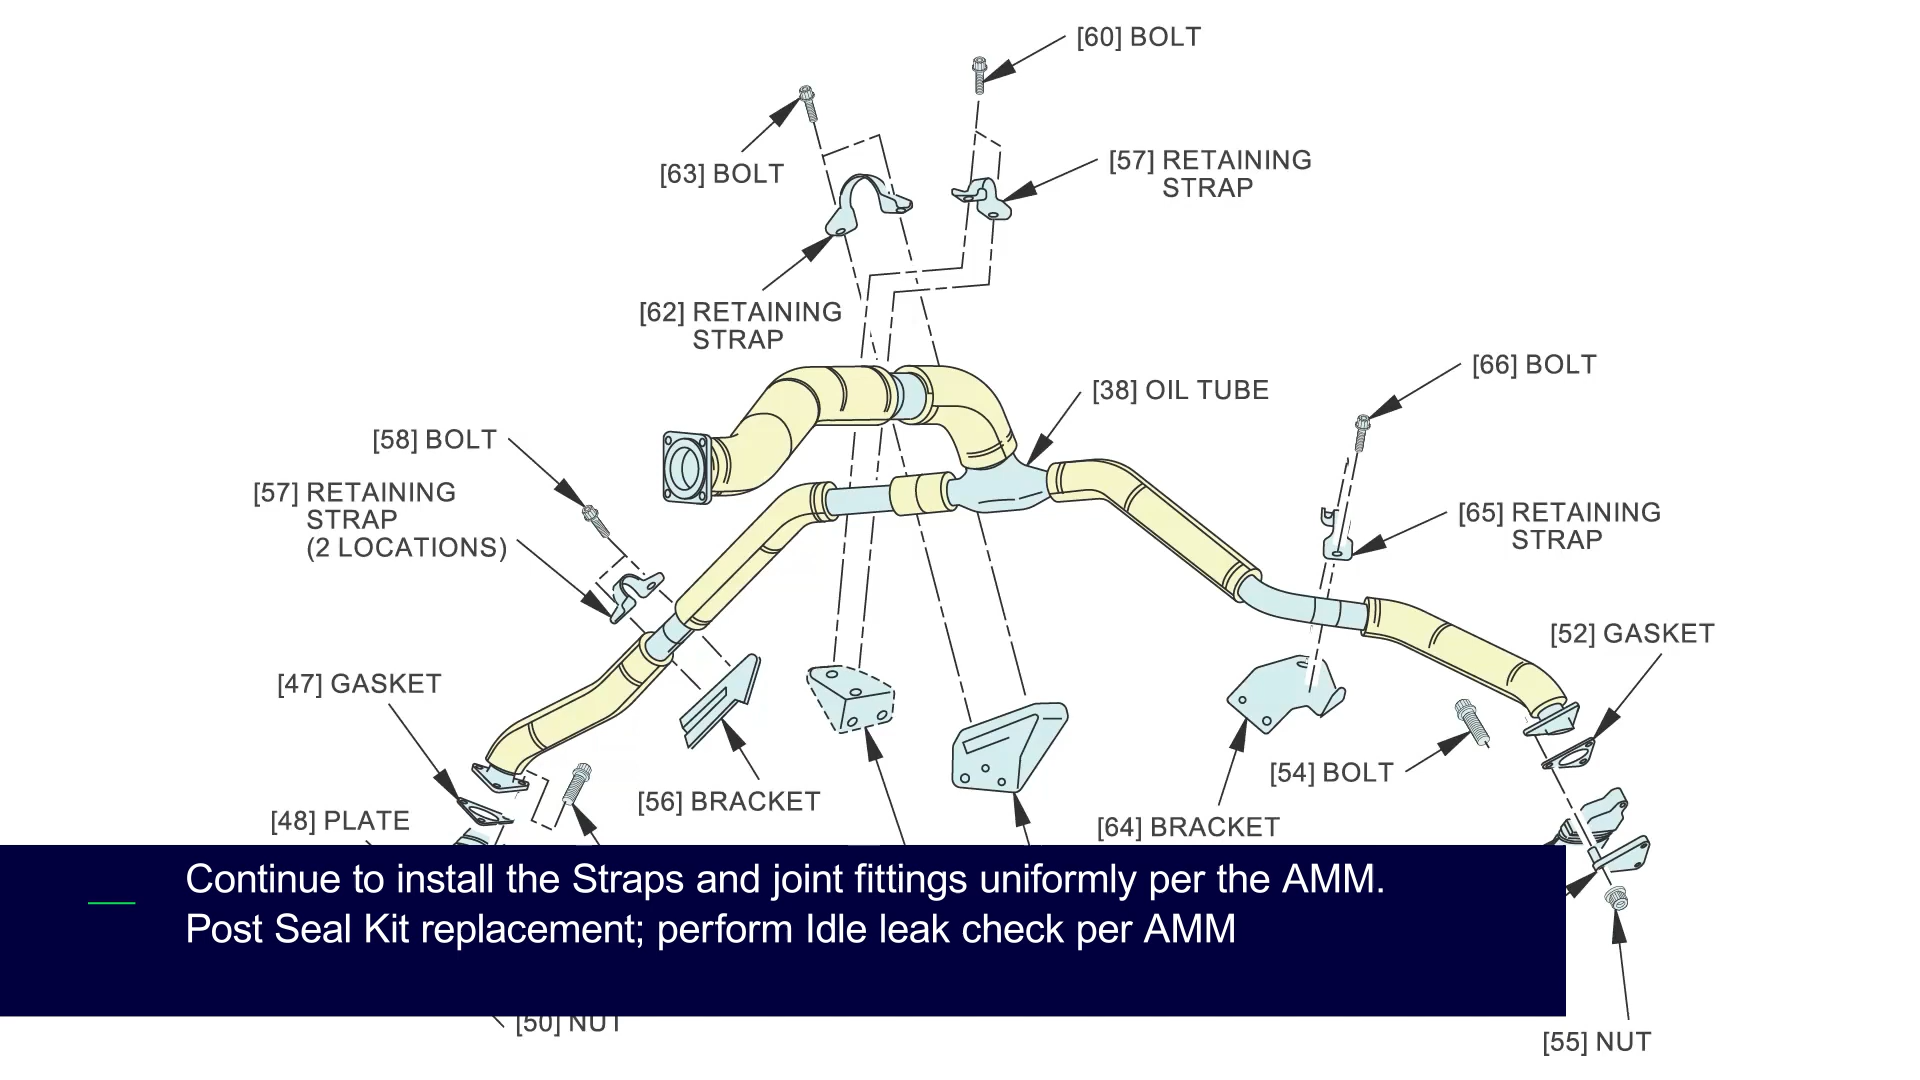 [60] BOLT
[63] BOLT
[57] RETAINING
STRAP
[62] RETAINING
STRAP
[66] BOLT
[38] OIL TUBE
[58] BOLT
[57] RETAINING
STRAP
(2 LOCATIONS)
[65] RETAINING
STRAP
[52] GASKET
[47] GASKET
[54] BOLT
[56] BRACKET
[48] PLATE
[64] BRACKET
Continue to install the Straps and joint fittings uniformly per the AMM.
Post Seal Kit replacement; perform Idle leak check per AMM
[50] NUT
[55] NUT